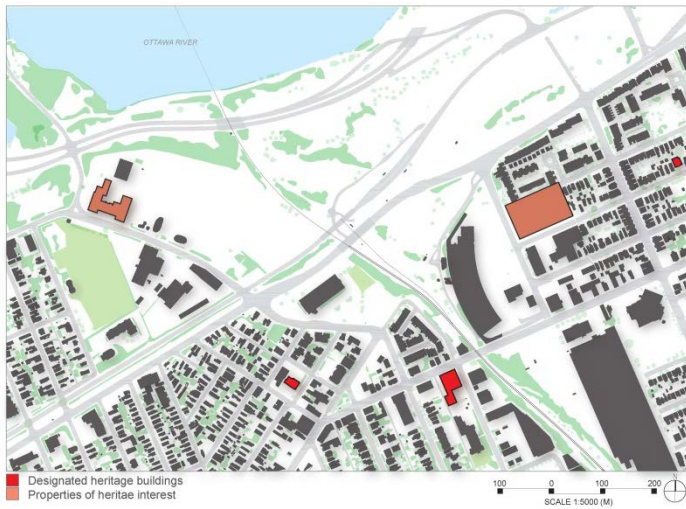 OTTAWA RIVER
Designated heritage buildings
Properties of heritae interest
100 0 100 200
SCALE 1:5000 (M)
N